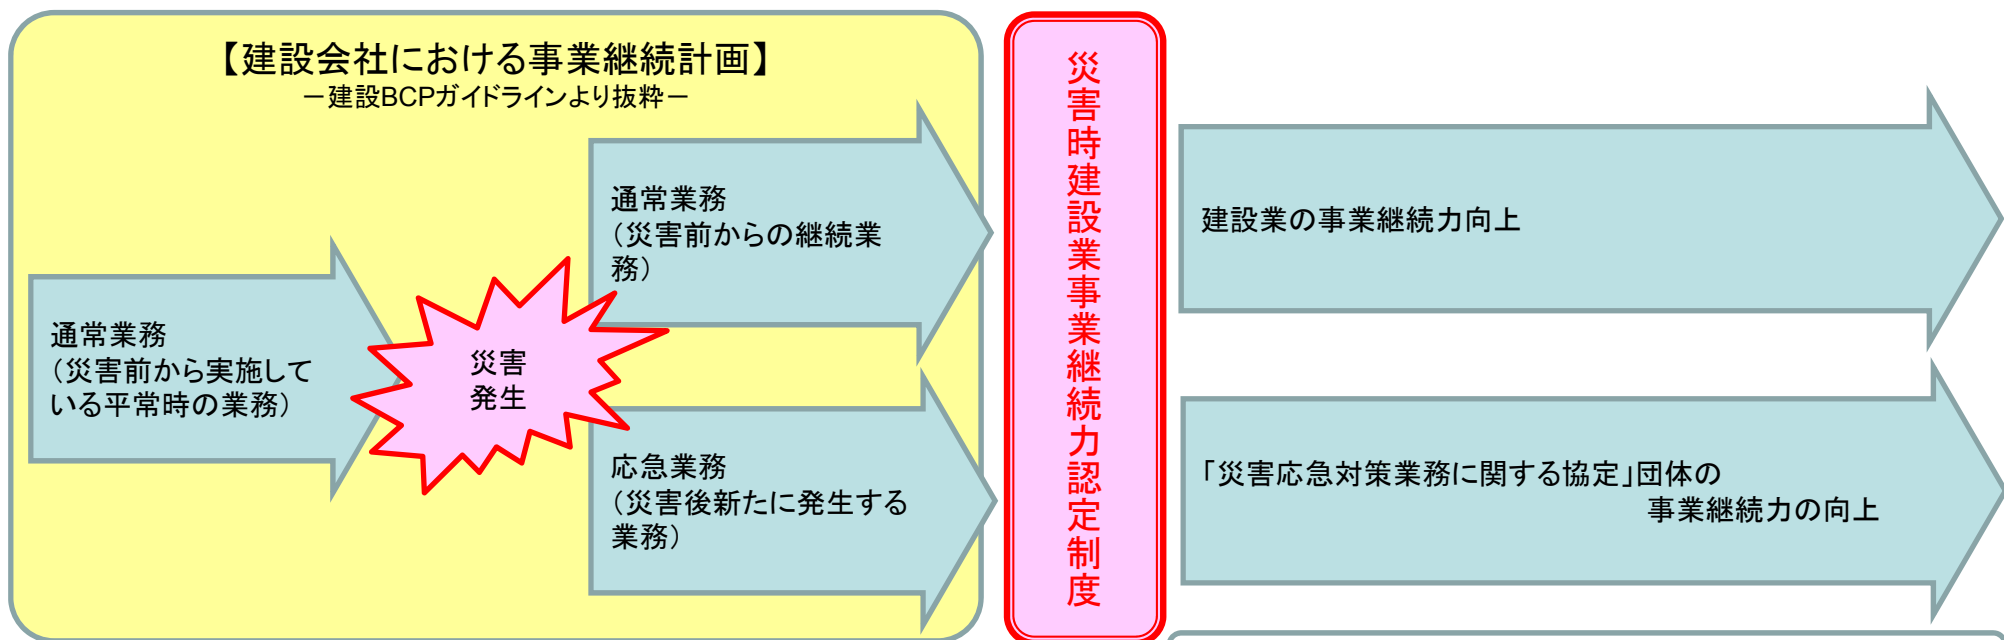 【建設会社における事業継続計画】
－建設BCPガイドラインより抜粋－
通常業務
（災害前から実施して
いる平常時の業務）
災害
発生
通常業務
（災害前からの継続業
務）
応急業務
（災害後新たに発生する
業務）
災害時建設業事業継続力認定制度
建設業の事業継続力向上
「災害応急対策業務に関する協定」団体の
事業継続力の向上